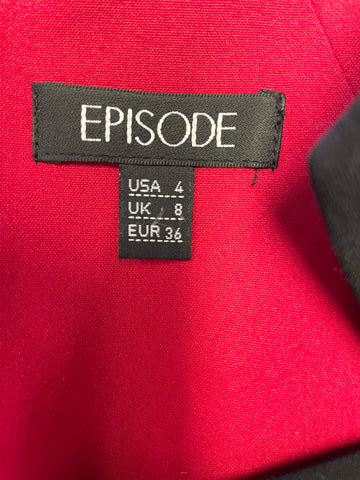 EPISODE
USA 4
UK 8
EUR 36